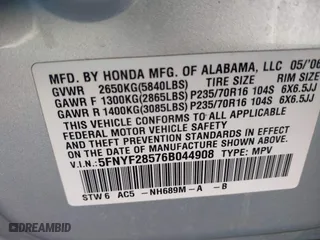 MFD. BY HONDA MFG. OF ALABAMA, LLC 05/06
GVWR 2650KG(5840LBS) TIRE SIZE RIM SIZE
GAWR F 1300KG(2865LBS) P235/70R16 104S 6X6.5JJ
GAWR R 1400KG(3085LBS) P235/70R16 104S 6X6.5JJ
THIS VEHICLE CONFORMS TO ALL APPLICABLE
FEDERAL MOTOR VEHICLE SAFETY AND THEFT
PREVENTION STANDARDS IN EFFECT ON THE DATE
OF MANUFACTURE SHOWN ABOVE.
V.I.N.: 5FNYF28576B044908 TYPE: MPV
STW 6 AC5 -NH689M-A -B